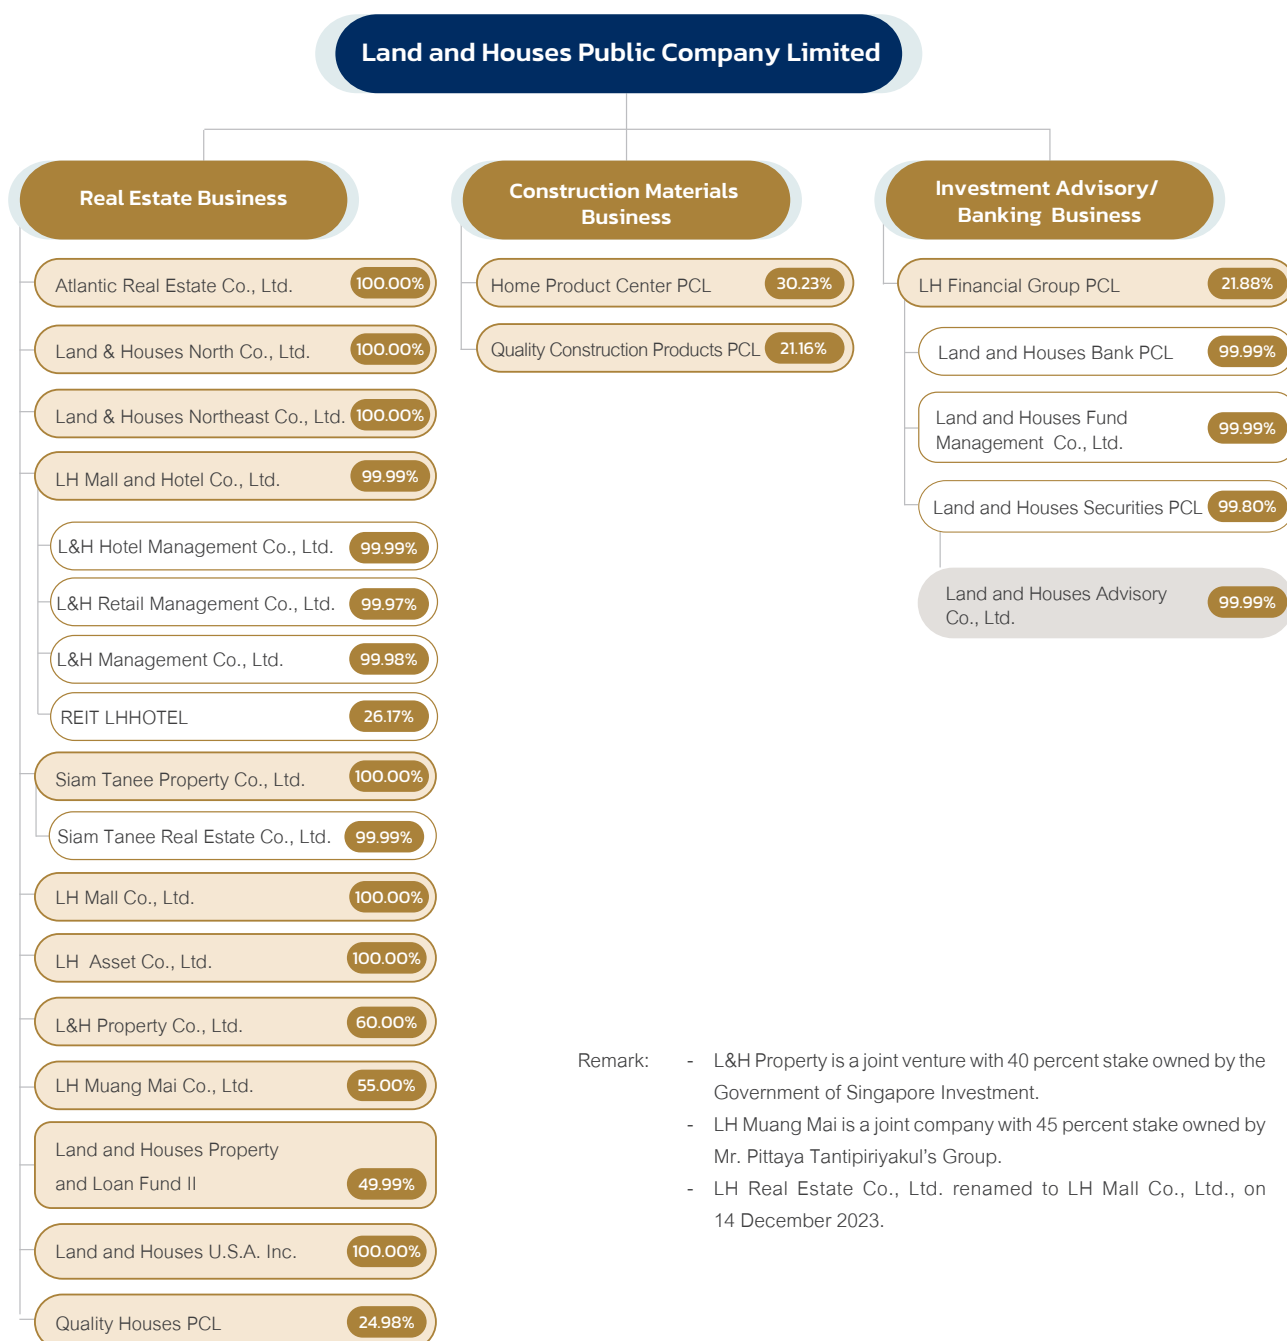 Land and Houses Public Company Limited
Real Estate Business
Atlantic Real Estate Co., Ltd. 100.00%
Land & Houses North Co., Ltd. 100.00%
Land & Houses Northeast Co., Ltd. 100.00%
LH Mall and Hotel Co., Ltd. 99.99%
L&H Hotel Management Co., Ltd. 99.99%
L&H Retail Management Co., Ltd. 99.97%
L&H Management Co., Ltd. 99.98%
REIT LHHOTEL 26.17%
Siam Tanee Property Co., Ltd. 100.00%
Siam Tanee Real Estate Co., Ltd. 99.99%
LH Mall Co., Ltd. 100.00%
LH Asset Co., Ltd. 100.00%
L&H Property Co., Ltd. 60.00%
LH Muang Mai Co., Ltd. 55.00%
Land and Houses Property
and Loan Fund II 49.99%
Land and Houses U.S.A. Inc. 100.00%
Quality Houses PCL 24.98%
Construction Materials
Business
Home Product Center PCL 30.23%
Quality Construction Products PCL 21.16%
Investment Advisory/
Banking Business
LH Financial Group PCL 21.88%
Land and Houses Bank PCL 99.99%
Land and Houses Fund
Management Co., Ltd. 99.99%
Land and Houses Securities PCL 99.80%
Land and Houses Advisory
Co., Ltd. 99.99%
Remark: - L&H Property is a joint venture with 40 percent stake owned by the
Government of Singapore Investment.
- LH Muang Mai is a joint company with 45 percent stake owned by
Mr. Pittaya Tantipiriyakul's Group.
- LH Real Estate Co., Ltd. renamed to LH Mall Co., Ltd., on
14 December 2023.